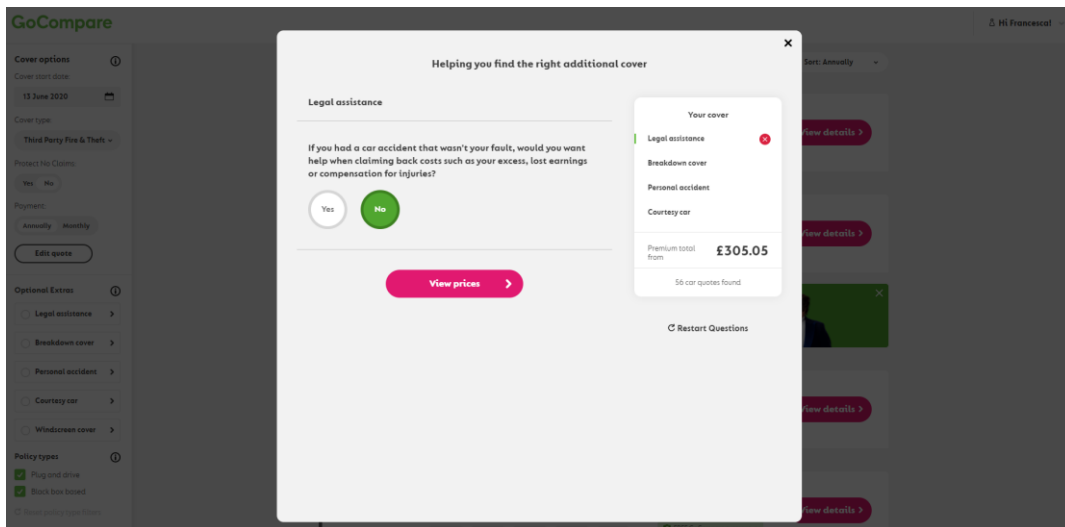 GoCompare
Hi Francesca!
Cover options
Cover start date:
13 June 2020
Cover type:
Third Party Fire & Theft
Protect No Claims:
Yes No
Payment:
Annually Monthly
Edit quote
Optional Extras
Legal assistance
Breakdown cover
Personal accident
Courtesy car
Windscreen cover
Policy types
Plug and drive
Black box based
Reset policy type filters
Helping you find the right additional cover
Legal assistance
If you had a car accident that wasn't your fault, would you want
help when claiming back costs such as your excess, lost earnings
or compensation for injuries?
Yes No
View prices
Your cover
Legal assistance
Breakdown cover
Personal accident
Courtesy car
Premium total
from
£305.05
56 car quotes found
Restart Questions
Sort: Annually
View details
View details
View details
View details